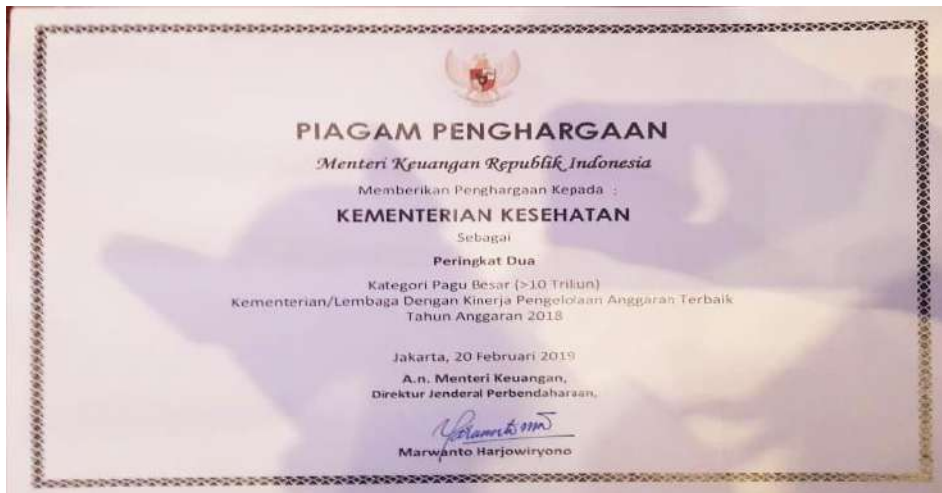 PIAGAM PENGHARGAAN
Menteri Keuangan Republik Indonesia
Memberikan Penghargaan Kepada :
KEMENTERIAN KESEHATAN
Sebagai
Peringkat Dua
Kategori Pagu Besar (>10 Triliun)
Kementerian/Lembaga Dengan Kinerja Pengelolaan Anggaran Terbaik
Tahun Anggaran 2018
Jakarta, 20 Februari 2019
A.n. Menteri Keuangan,
Direktur Jenderal Perbendaharaan,
Marwanto Harjowiryono